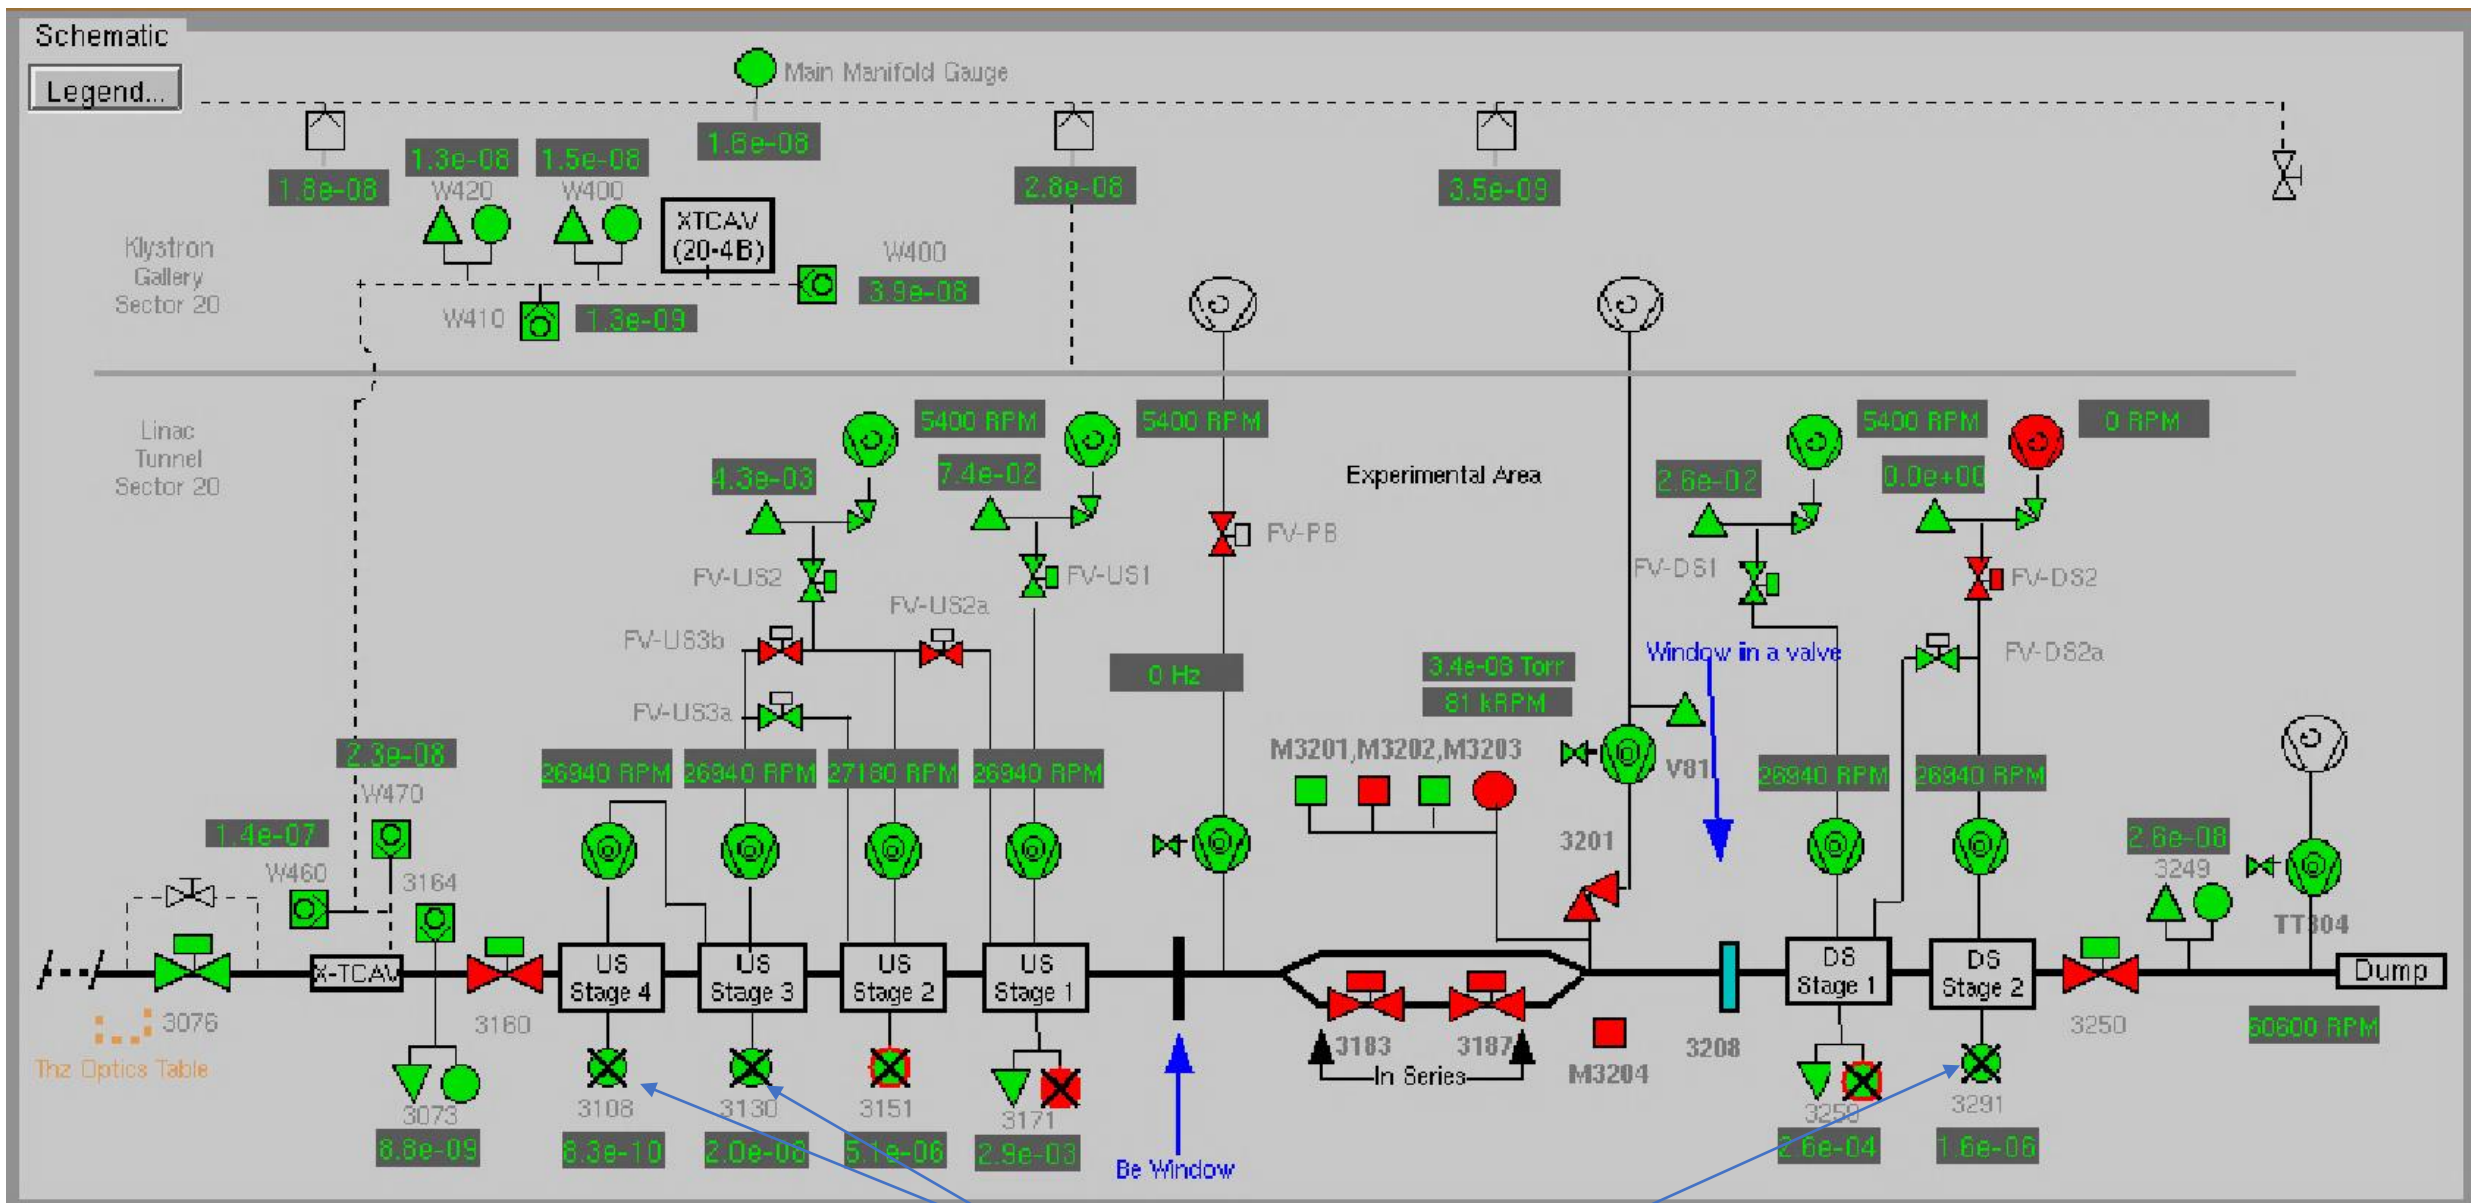 Schematic
Legend...
Main Manifold Gauge
1.6e-08
1.3e-08
1.5e-08
1.8e-08
W420
W400
2.8e-08
3.5e-09
XTCAV
(20-4B)
Klystron
Gallery
Sector 20
W400
3.9e-08
W410
1.3e-09
Linac
Tunnel
Sector 20
5400 RPM
5400 RPM
5400 RPM
0 RPM
4.3e-03
7.4e-02
Experimental Area
2.6e-02
0.0e+00
FV-PB
FV-US2
FV-US1
FV-DS1
FV-DS2
FV-US2a
FV-US3b
Window in a valve
FV-DS2a
0 Hz
3.4e-08 Torr
81 kRPM
FV-US3a
2.3e-08
M3201,M3202,M3203
V81
26940 RPM
26940 RPM
27180 RPM
26940 RPM
26940 RPM
26940 RPM
W470
1.4e-07
3201
2.6e-08
W460
3164
3249
TT304
US
Stage 4
US
Stage 3
US
Stage 2
US
Stage 1
DS
Stage 1
DS
Stage 2
X-TCAV
Dump
3076
3160
3250
60600 RPM
3183
3187
3208
Thz Optics Table
In Series
M3204
3073
3108
3130
3151
3171
3259
3291
8.8e-09
8.3e-10
2.0e-08
5.1e-06
2.9e-03
2.6e-04
1.6e-06
Be Window